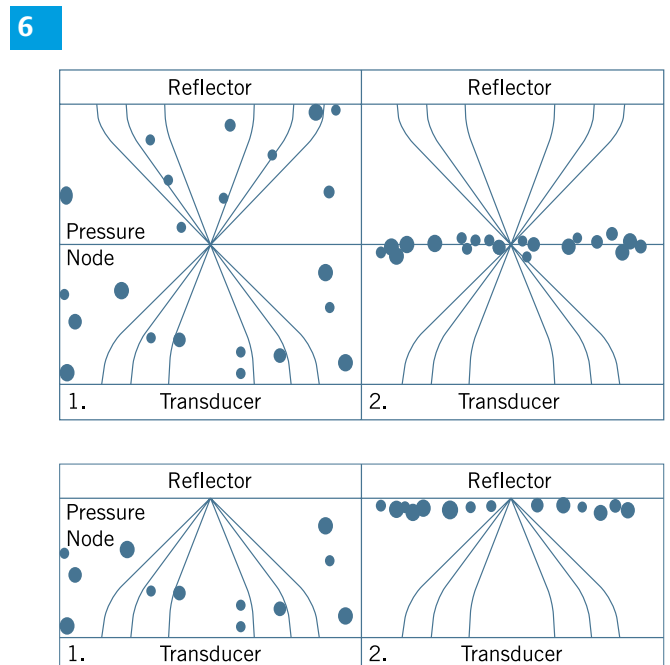 6
Reflector
Reflector
Pressure
Node
1. Transducer
2. Transducer
Reflector
Reflector
Pressure
Node
1. Transducer
2. Transducer